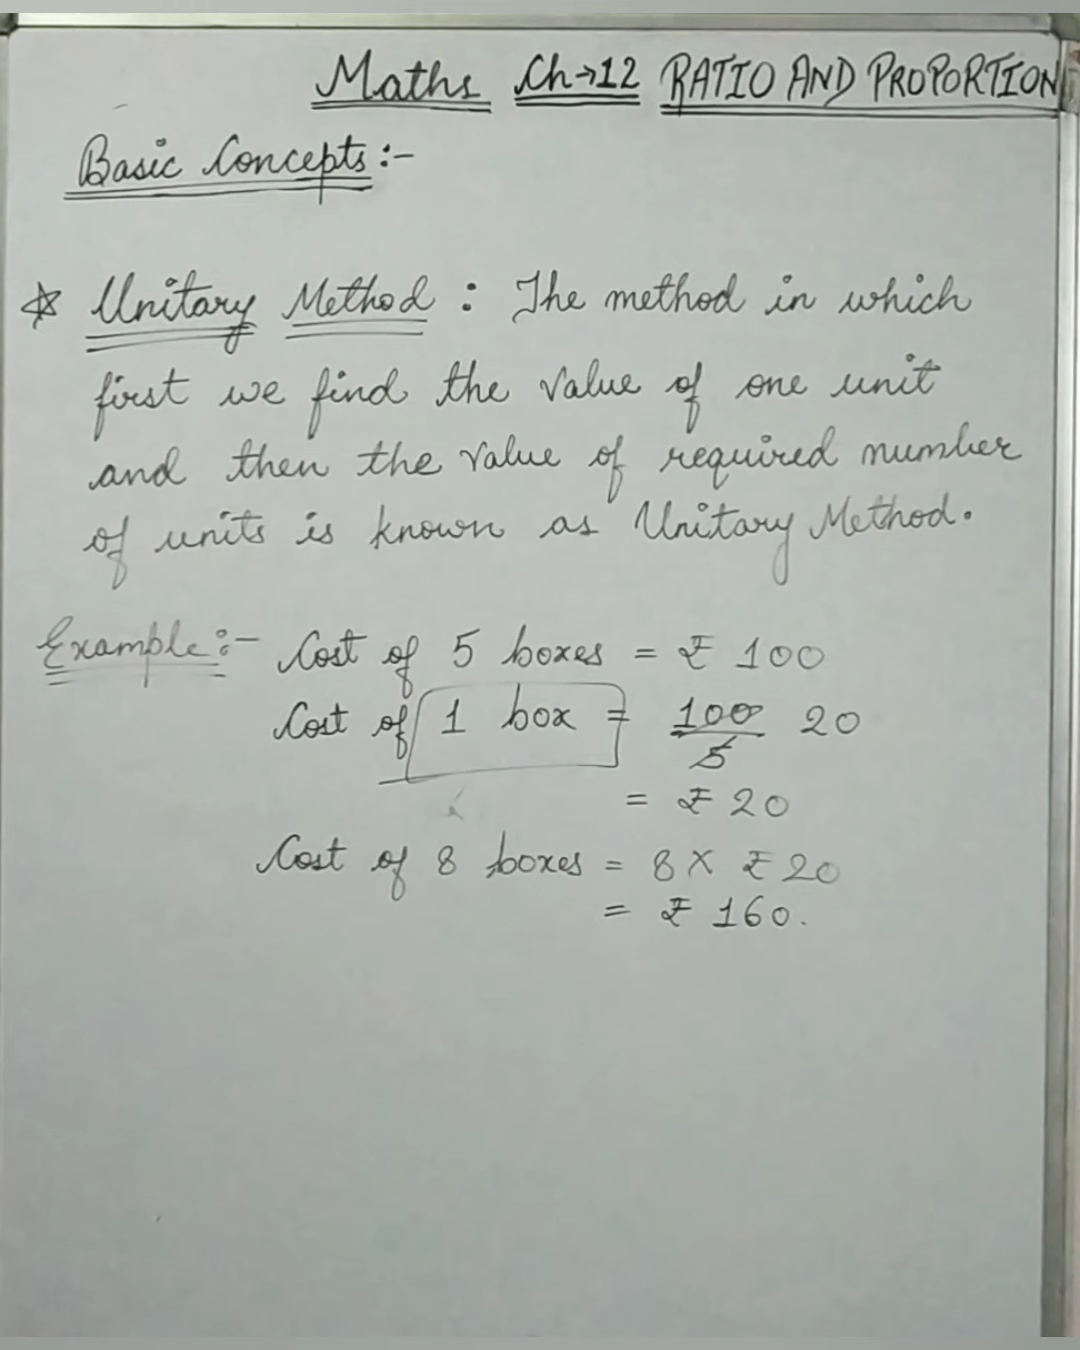 Maths Ch→12 RATIO AND PROPORTION
Basic Concepts:-
☆ Unitary Method : The method in which
first we find the value of one unit
and then the value of required number
of units is known as Unitary Method.
Example:- Cost of 5 boxes = ₹ 100
Cost of 1 box = 100/5 20
= ₹ 20
Cost of 8 boxes = 8 X ₹ 20
= ₹ 160.